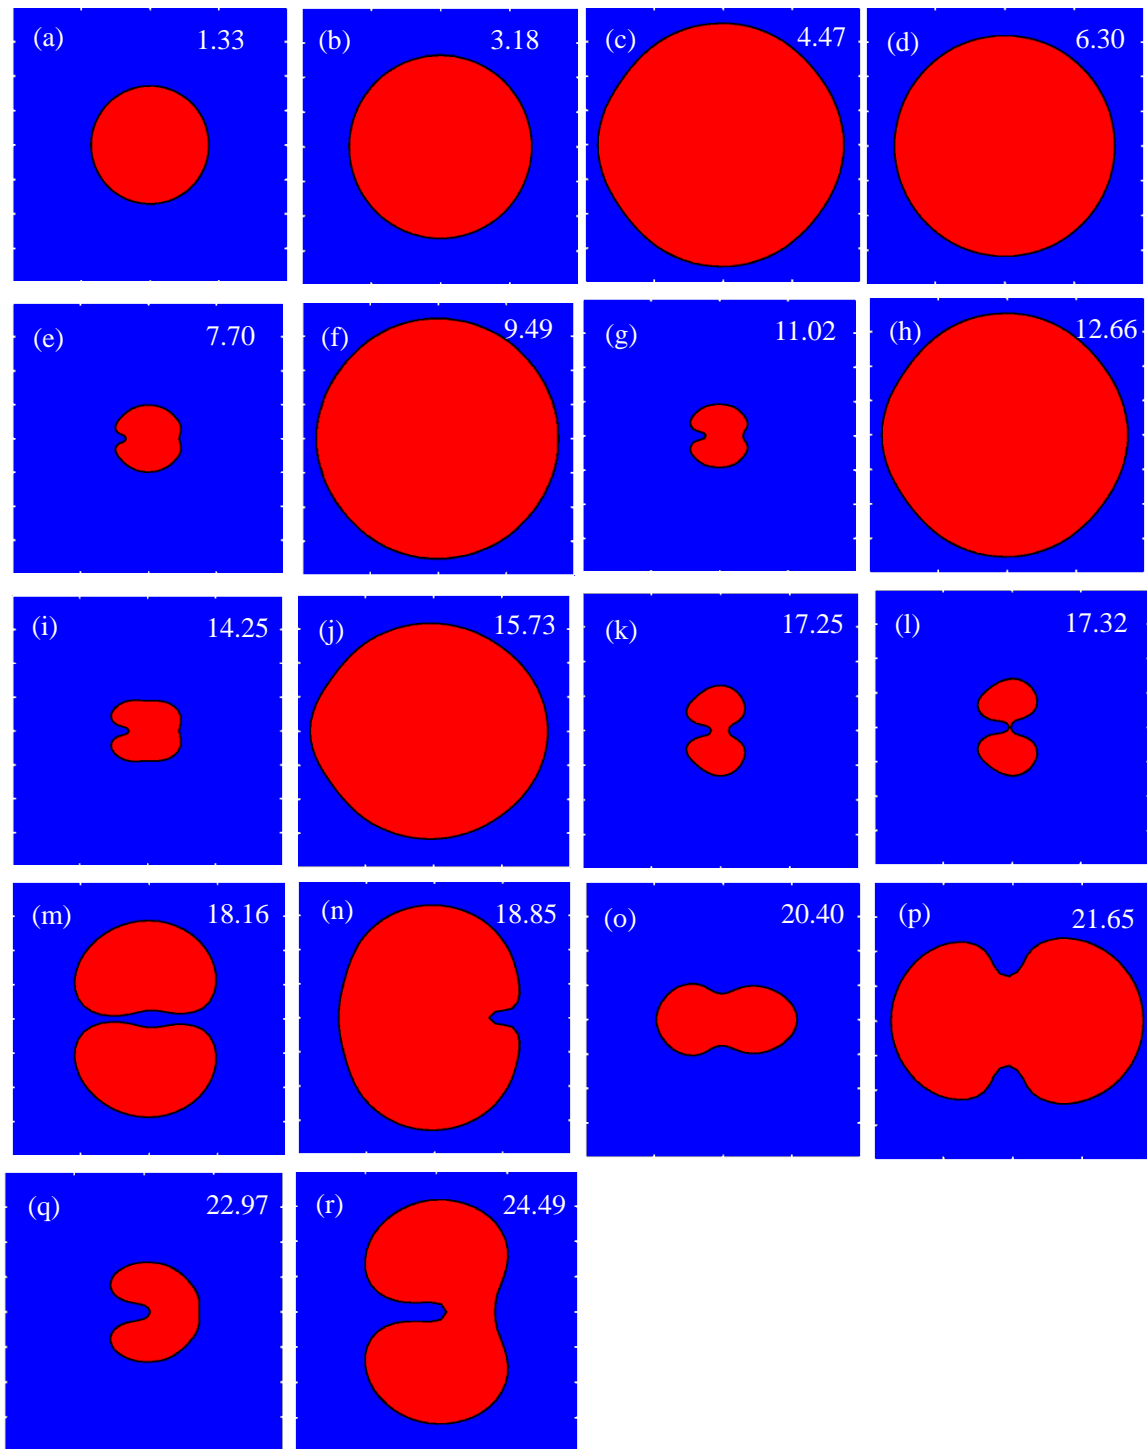 (a) 1.33
(b) 3.18
(c) 4.47
(d) 6.30
(e) 7.70
(f) 9.49
(g) 11.02
(h) 12.66
(i) 14.25
(j) 15.73
(k) 17.25
(l) 17.32
(m) 18.16
(n) 18.85
(o) 20.40
(p) 21.65
(q) 22.97
(r) 24.49